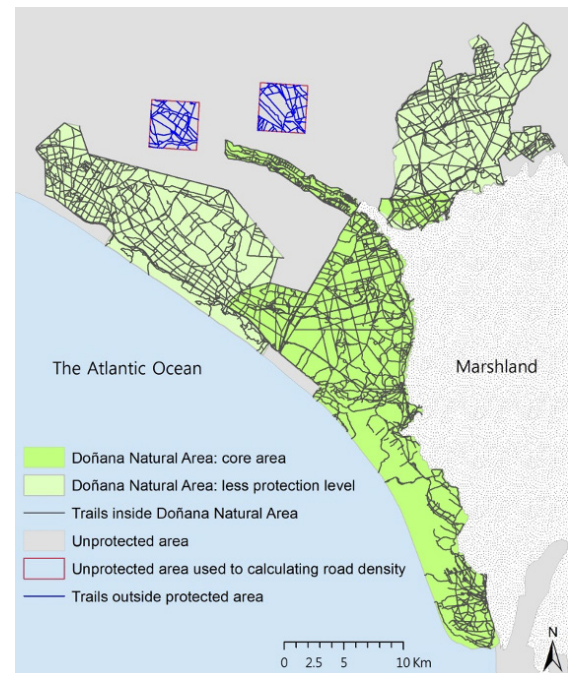 The Atlantic Ocean
Marshland
Doñana Natural Area: core area
Doñana Natural Area: less protection level
Trails inside Doñana Natural Area
Unprotected area
Unprotected area used to calculating road density
Trails outside protected area
N
0 2.5 5 10 Km